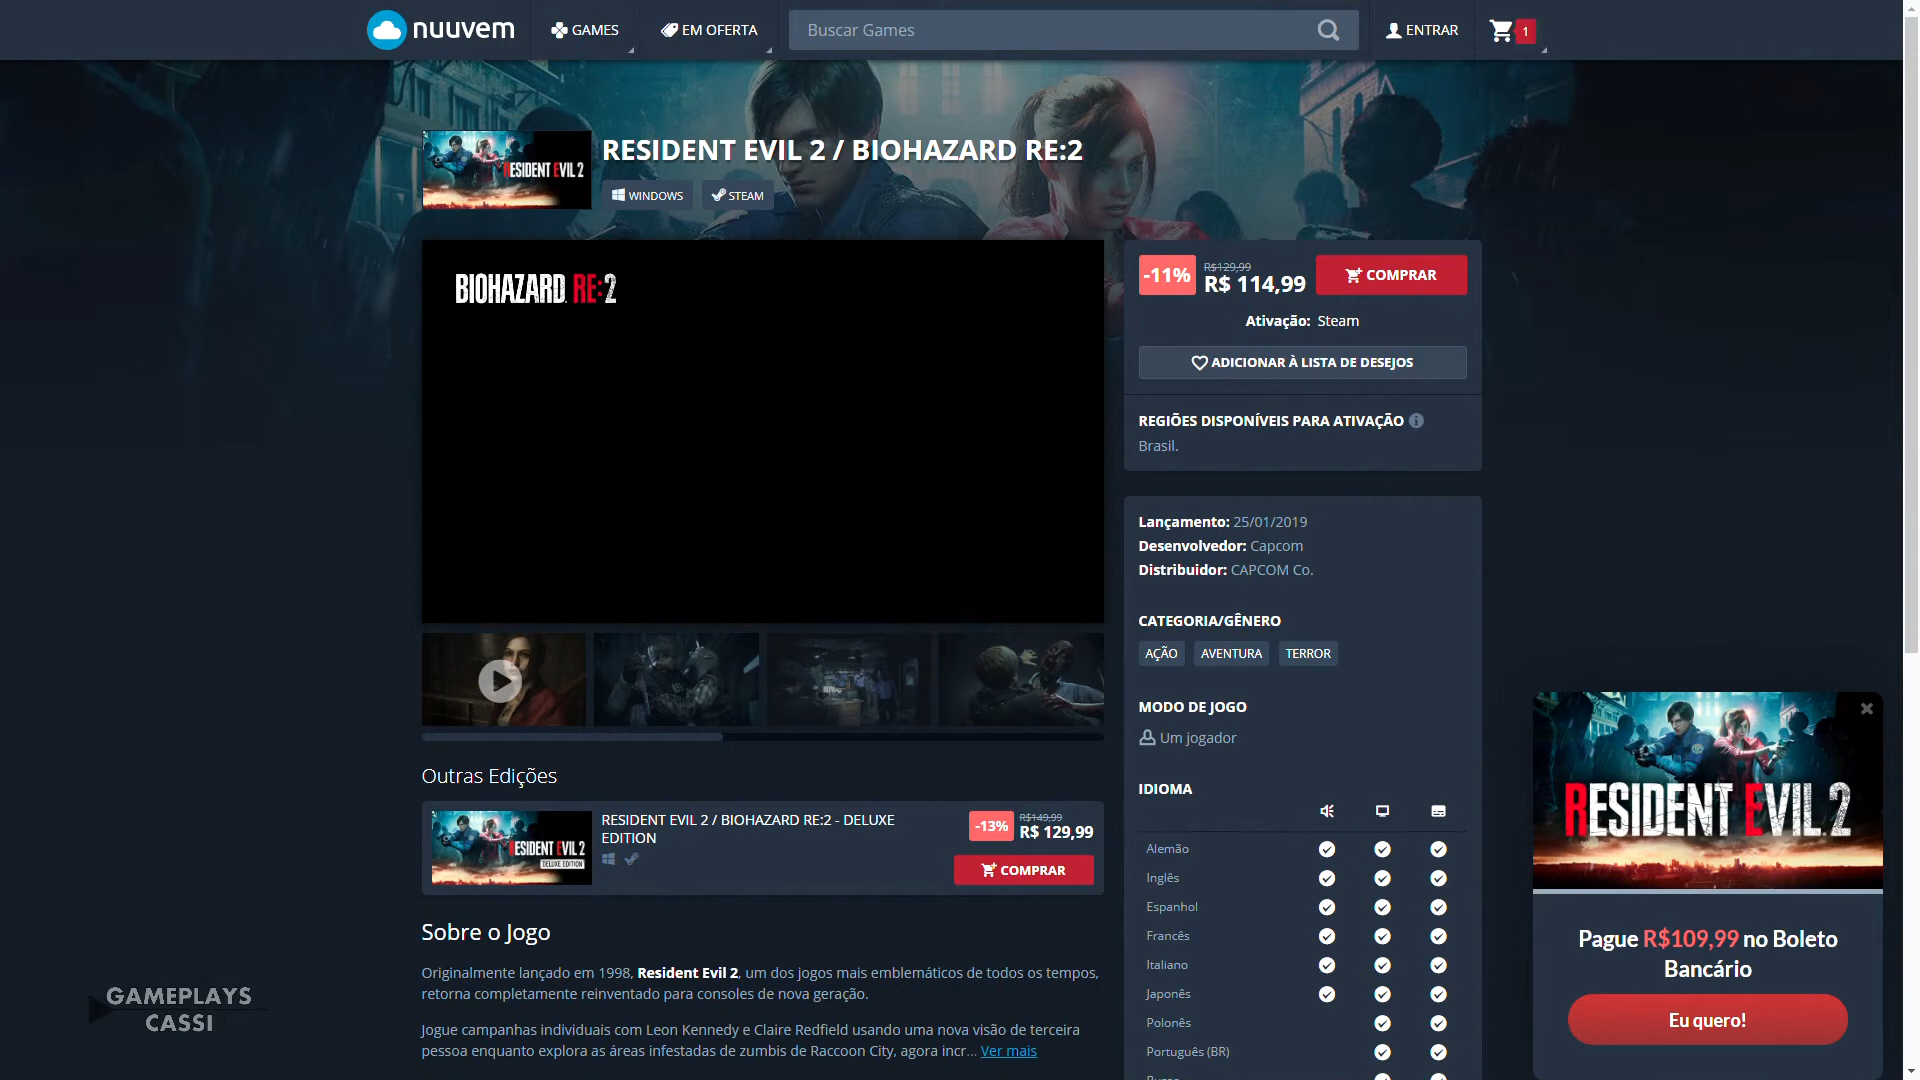 nuuvem
GAMES
EM OFERTA
Buscar Games
ENTRAR
1
RESIDENT EVIL 2
RESIDENT EVIL 2 / BIOHAZARD RE:2
WINDOWS
STEAM
BIOHAZARD RE:2
-11%
R$129,99
R$ 114,99
COMPRAR
Ativação: Steam
ADICIONAR À LISTA DE DESEJOS
REGIÕES DISPONÍVEIS PARA ATIVAÇÃO
Brasil.
Lançamento: 25/01/2019
Desenvolvedor: Capcom
Distribuidor: CAPCOM Co.
CATEGORIA/GÊNERO
AÇÃO
AVENTURA
TERROR
MODO DE JOGO
Um jogador
IDIOMA
Alemão
Inglês
Espanhol
Francês
Italiano
Japonês
Polonês
Português (BR)
Outras Edições
RESIDENT EVIL 2
DELUXE EDITION
RESIDENT EVIL 2 / BIOHAZARD RE:2 - DELUXE
EDITION
-13%
R$149,99
R$ 129,99
COMPRAR
Sobre o Jogo
Originalmente lançado em 1998, Resident Evil 2, um dos jogos mais emblemáticos de todos os tempos,
retorna completamente reinventado para consoles de nova geração.
Jogue campanhas individuais com Leon Kennedy e Claire Redfield usando uma nova visão de terceira
pessoa enquanto explora as áreas infestadas de zumbis de Raccoon City, agora incr... Ver mais
RESIDENT EVIL 2
Pague R$109,99 no Boleto
Bancário
Eu quero!
GAMEPLAYS
CASSI